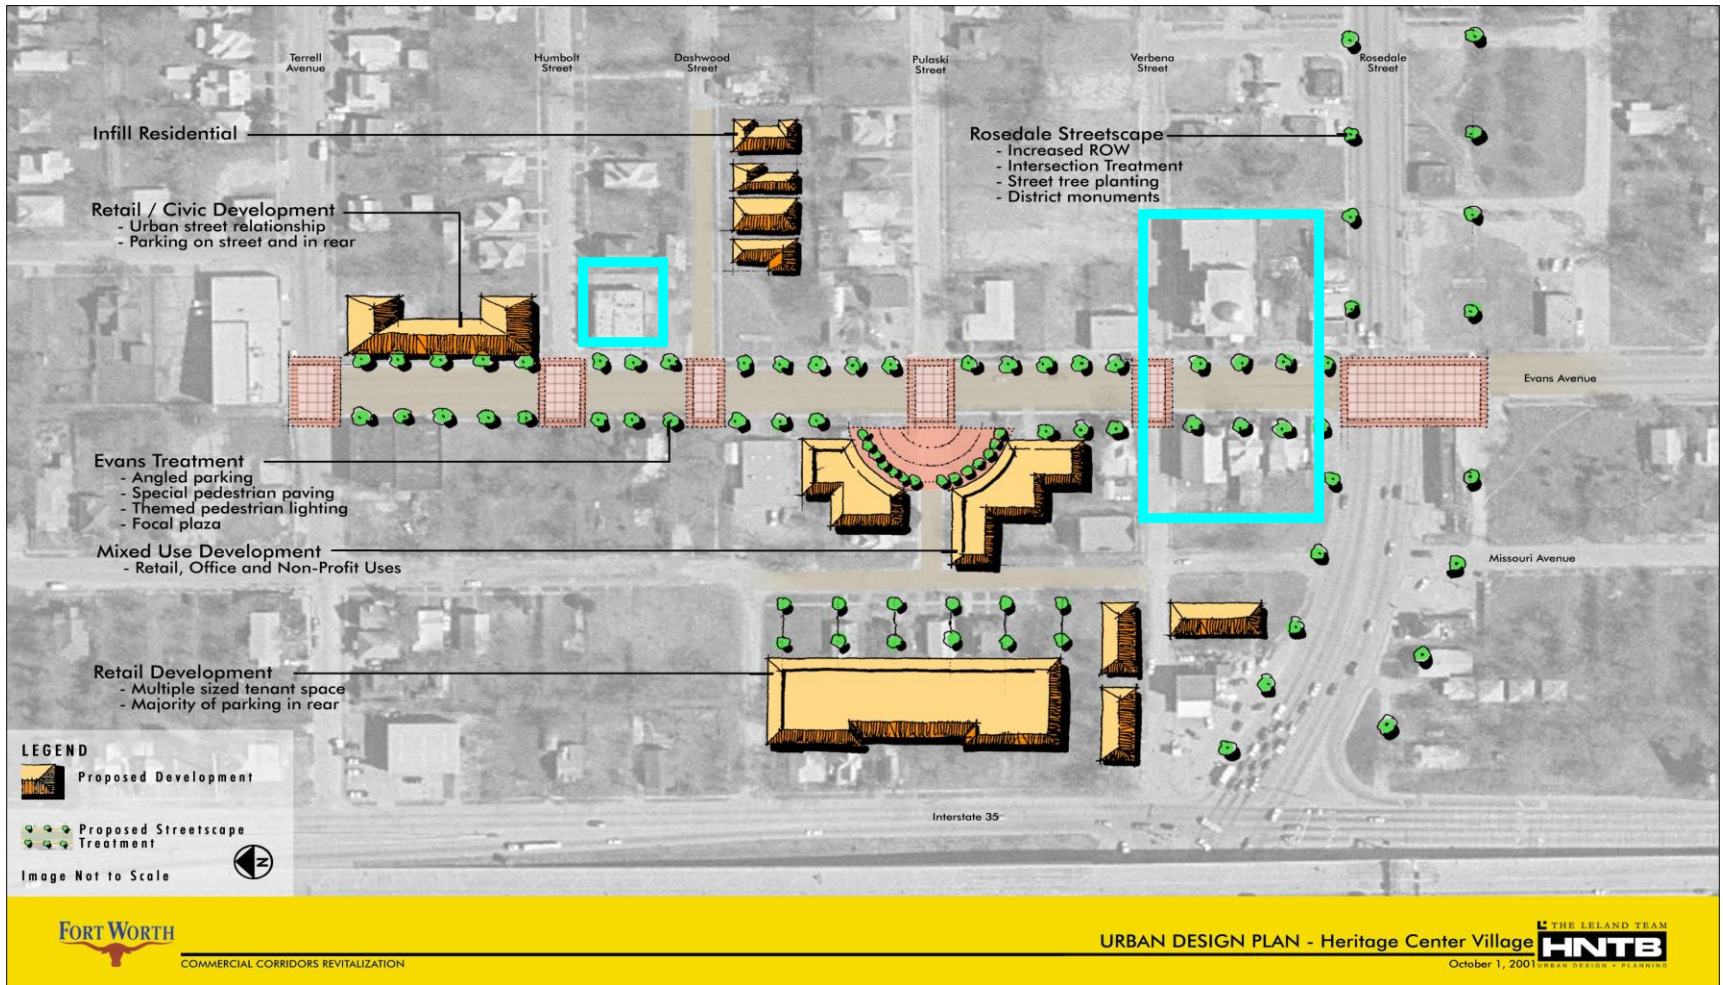 Terrell
Avenue
Humbolt
Street
Dashwood
Street
Pulaski
Street
Verbena
Street
Rosedale
Street
Infill Residential
Rosedale Streetscape
- Increased ROW
- Intersection Treatment
- Street tree planting
- District monuments
Retail / Civic Development
- Urban street relationship
- Parking on street and in rear
Evans Avenue
Evans Treatment
- Angled parking
- Special pedestrian paving
- Themed pedestrian lighting
- Focal plaza
Mixed Use Development
- Retail, Office and Non-Profit Uses
Missouri Avenue
Retail Development
- Multiple sized tenant space
- Majority of parking in rear
LEGEND
Proposed Development
Proposed Streetscape
Treatment
Image Not to Scale
N
Interstate 35
FORT WORTH
COMMERCIAL CORRIDORS REVITALIZATION
URBAN DESIGN PLAN - Heritage Center Village
October 1, 2001
THE LELAND TEAM
HNTB
URBAN DESIGN + PLANNING